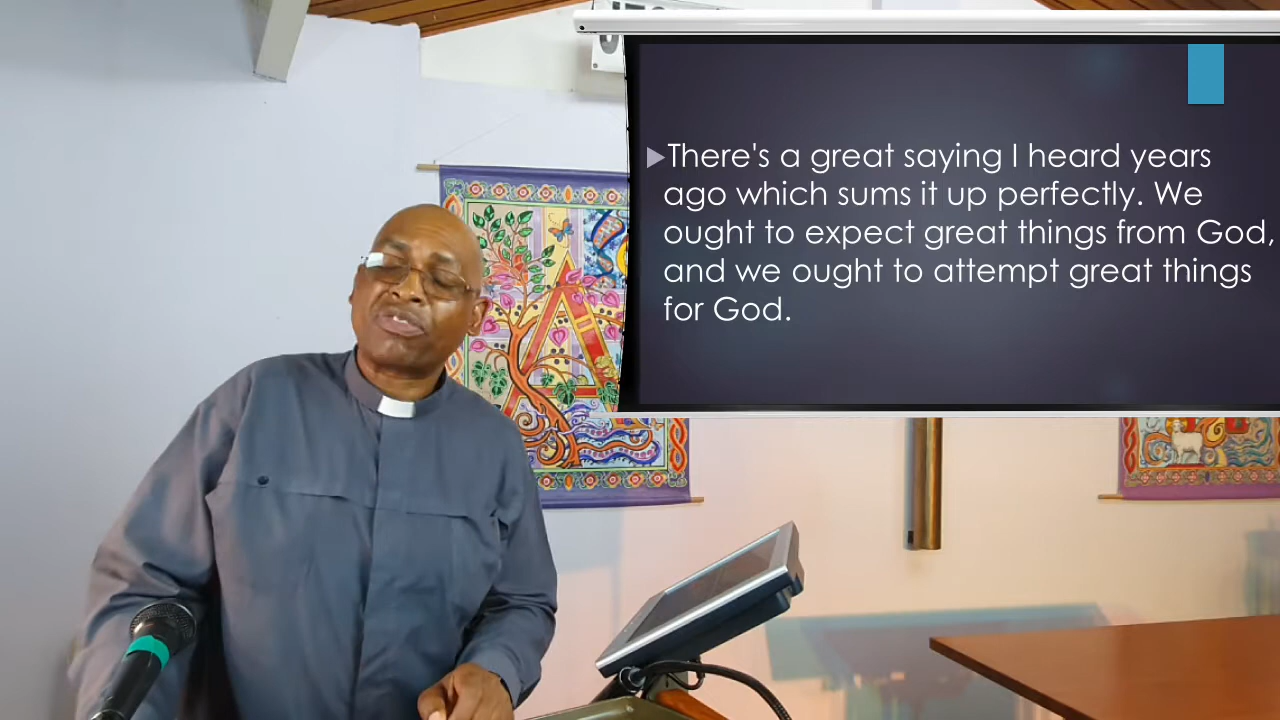 There's a great saying I heard years
ago which sums it up perfectly. We
ought to expect great things from God,
and we ought to attempt great things
for God.